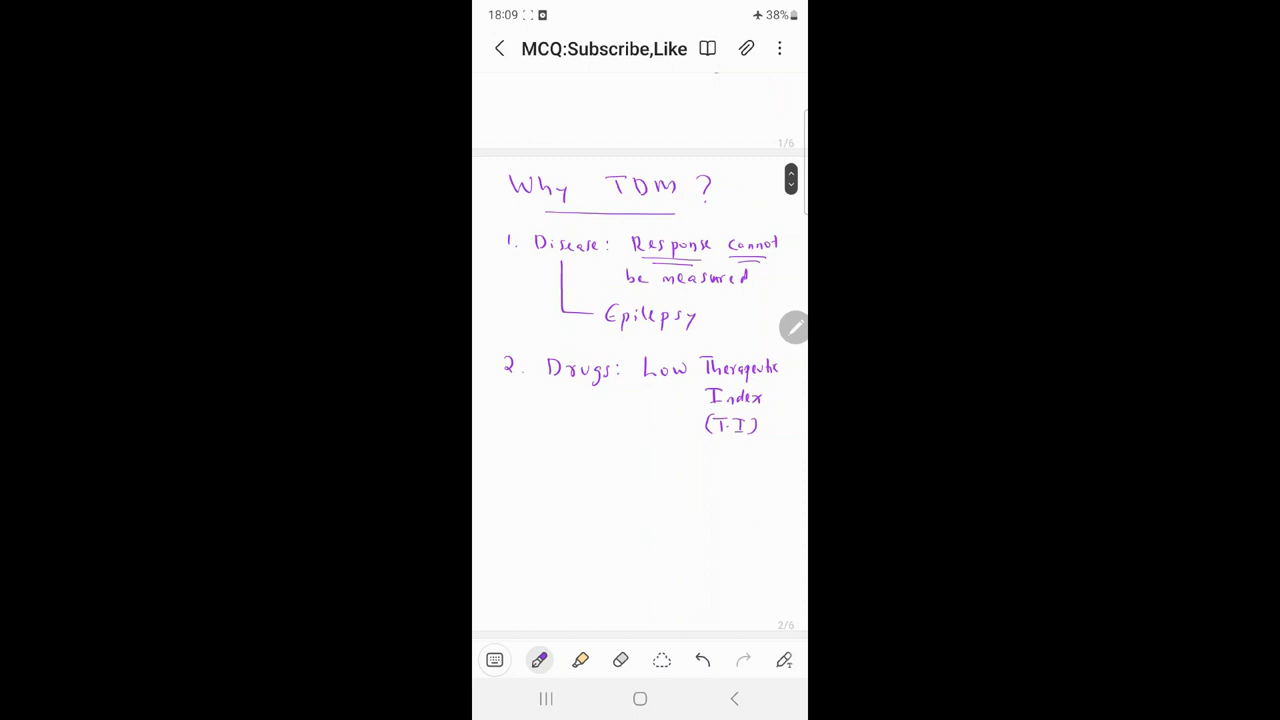 18:09 38%
MCQ:Subscribe,Like
1/6
Why TDM ?
1. Disease: Response cannot
be measured
Epilepsy
2. Drugs: Low Therapeutic
Index
(T.I)
2/6